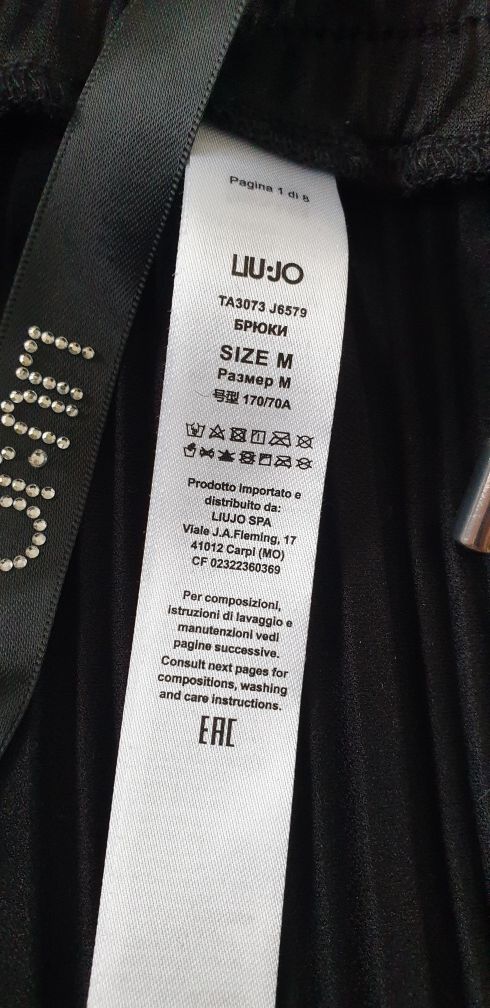 Pagina 1 di 8
LIU·JO
TA3073 J6579
БРЮКИ
SIZE M
Размер M
号型 170/70A
Prodotto importato e
distribuito da:
LIUJO SPA
Viale J.A.Fleming, 17
41012 Carpi (MO)
CF 02322360369
Per composizioni,
istruzioni di lavaggio e
manutenzioni vedi
pagine successive.
Consult next pages for
compositions, washing
and care instructions.
EAC